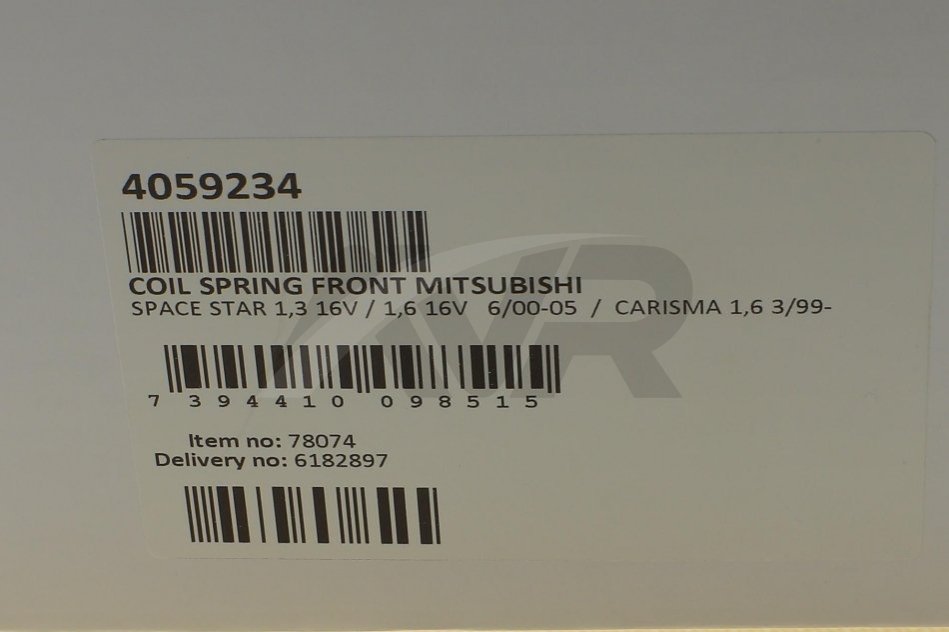 4059234
COIL SPRING FRONT MITSUBISHI
SPACE STAR 1,3 16V / 1,6 16V 6/00-05 / CARISMA 1,6 3/99-
7 394410 098515
Item no: 78074
Delivery no: 6182897
AVR